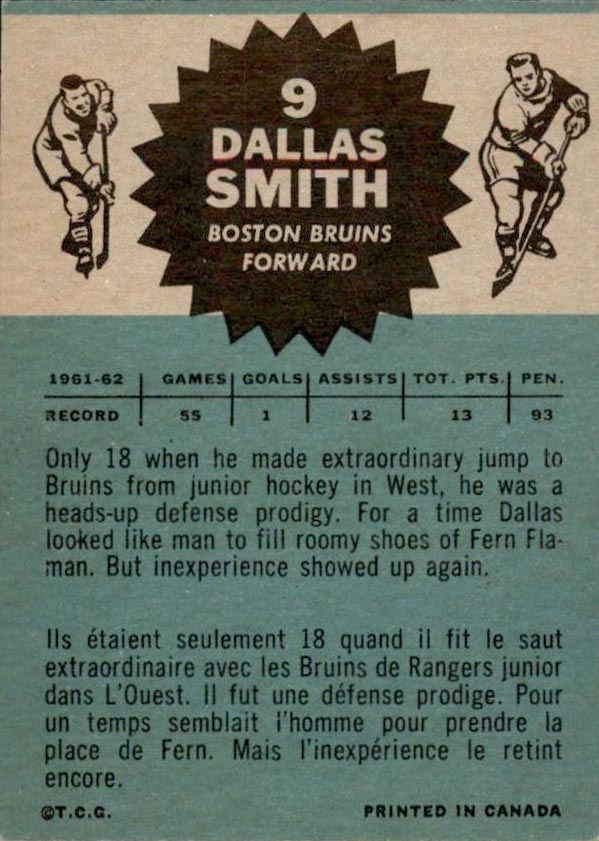 9
DALLAS
SMITH
BOSTON BRUINS
FORWARD
1961-62 GAMES GOALS ASSISTS TOT. PTS. PEN.
RECORD 55 1 12 13 93
Only 18 when he made extraordinary jump to
Bruins from junior hockey in West, he was a
heads-up defense prodigy. For a time Dallas
looked like man to fill roomy shoes of Fern Fla-
man. But inexperience showed up again.
Ils étaient seulement 18 quand il fit le saut
extraordinaire avec les Bruins de Rangers junior
dans L'Ouest. Il fut une défense prodige. Pour
un temps semblait l'homme pour prendre la
place de Fern. Mais l'inexpérience le retint
encore.
©T.C.G. PRINTED IN CANADA